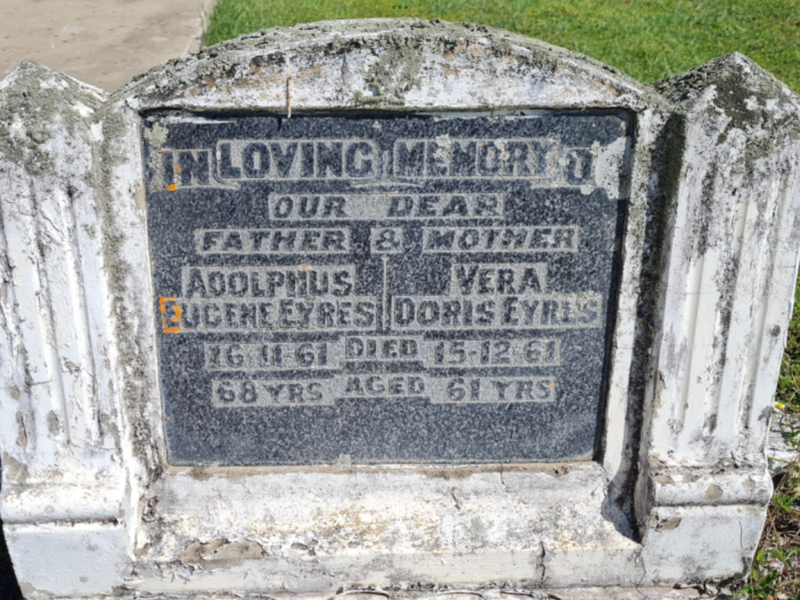 IN LOVING MEMORY O
OUR DEAR
FATHER & MOTHER
ADOLPHUS VERA
EUGENE EYRES DORIS EYRES
16-11-61 DIED 15-12-61
68 YRS AGED 61 YRS